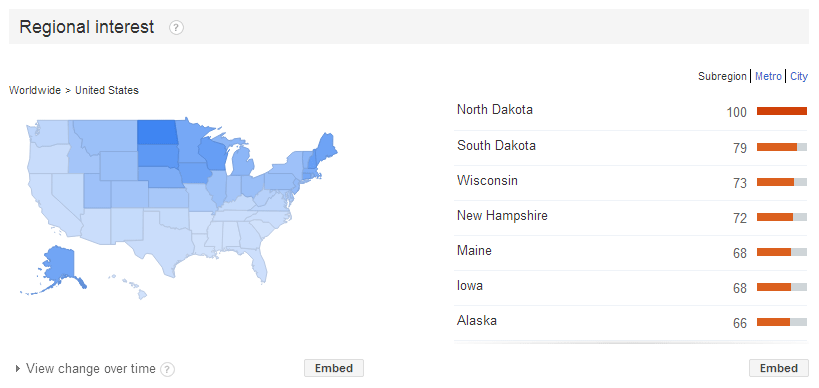 Regional interest ?
Subregion | Metro | City
Worldwide > United States
North Dakota 100
South Dakota 79
Wisconsin 73
New Hampshire 72
Maine 68
Iowa 68
Alaska 66
View change over time ?
Embed
Embed